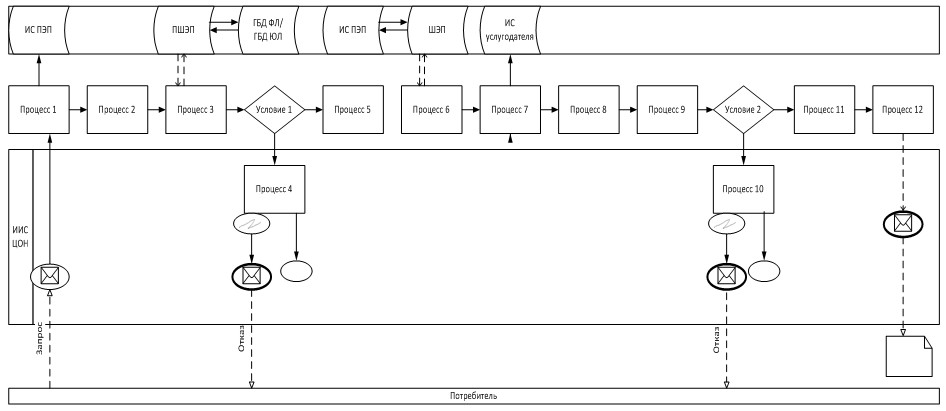 ИС ПЭП
ПШЭП
ГБД ФЛ/
ГБД ЮЛ
ИС ПЭП
ШЭП
ИС
услугодателя
Процесс 1
Процесс 2
Процесс 3
Условие 1
Процесс 5
Процесс 6
Процесс 7
Процесс 8
Процесс 9
Условие 2
Процесс 11
Процесс 12
Процесс 4
Процесс 10
ИИС
ЦОН
Запрос
Отказ
Отказ
Потребитель